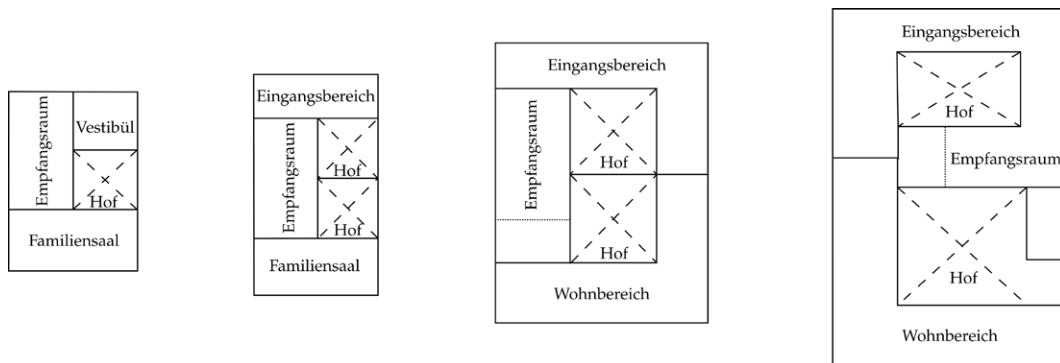 Empfangsraum
Vestibül
Hof
Familiensaal
Eingangsbereich
Empfangsraum
Hof
Hof
Familiensaal
Eingangsbereich
Empfangsraum
Hof
Hof
Wohnbereich
Eingangsbereich
Hof
Empfangsraum
Hof
Wohnbereich